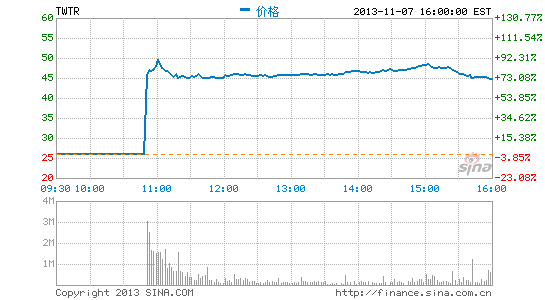 TWTR 价格 2013-11-07 16:00:00 EST
60 130.77%
55 111.54%
50 92.31%
45 73.08%
40 53.85%
35 34.62%
30 15.38%
25 -3.85%
20 -23.08%
sina
09:30 10:00 11:00 12:00 13:00 14:00 15:00 16:00
4M
3M
2M
1M
Copyright 2013 SINA.COM http://finance.sina.com.cn